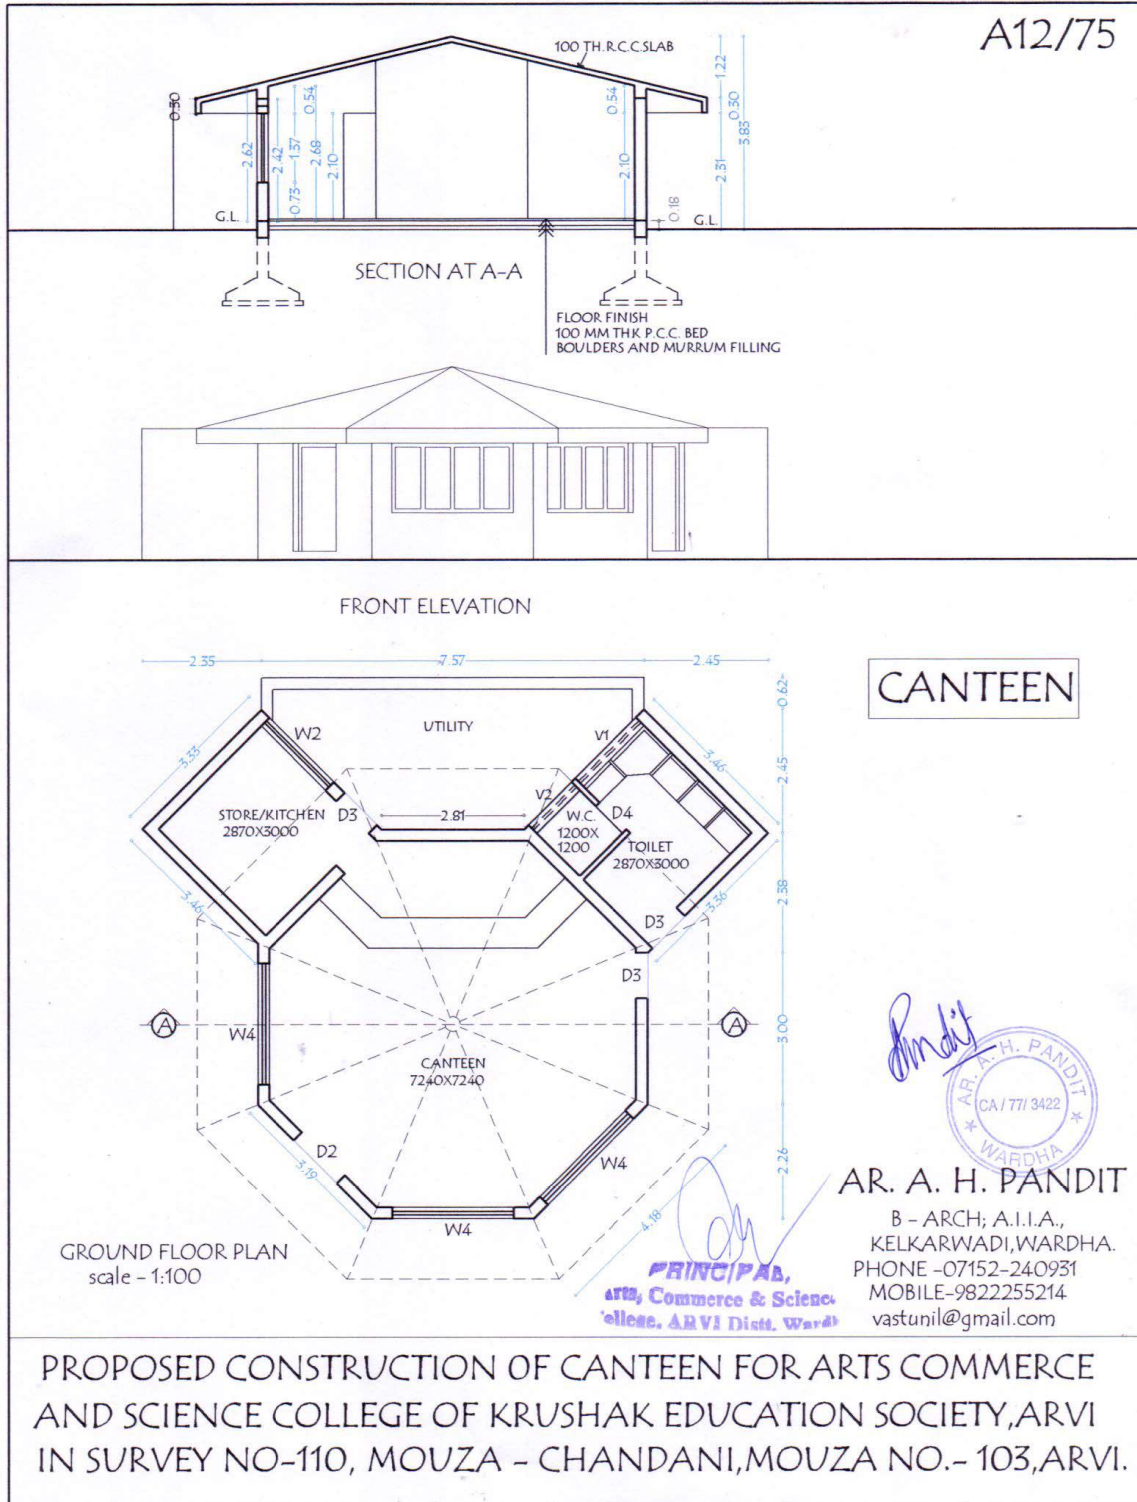 A12/75
100 TH.R.C.C.SLAB
0.30
0.54
0.54
1.22
0.30
3.83
2.62
2.42
1.37
2.68
2.10
0.73
2.10
2.31
0.18
G.L.
G.L.
SECTION AT A-A
FLOOR FINISH
100 MM THK P.C.C. BED
BOULDERS AND MURRUM FILLING
FRONT ELEVATION
2.35
7.57
2.45
0.62
CANTEEN
W2
UTILITY
V1
3.33
3.46
2.45
V2
STORE/KITCHEN
2870X3000
D3
2.81
W.C.
1200X
1200
D4
TOILET
2870X3000
3.46
3.36
2.38
D3
D3
A
A
W4
3.00
CANTEEN
7240X7240
D2
3.19
W4
W4
2.26
4.18
GROUND FLOOR PLAN
scale - 1:100
Pandit
AR. A. H. PANDIT
CA / 77/ 3422
WARDHA
PRINCIPAL,
Arts, Commerce & Science
College, ARVI Distt. Wardh
AR. A. H. PANDIT
B - ARCH; A.I.I.A.,
KELKARWADI,WARDHA.
PHONE -07152-240931
MOBILE-9822255214
vastunil@gmail.com
PROPOSED CONSTRUCTION OF CANTEEN FOR ARTS COMMERCE
AND SCIENCE COLLEGE OF KRUSHAK EDUCATION SOCIETY,ARVI
IN SURVEY NO-110, MOUZA - CHANDANI,MOUZA NO.- 103,ARVI.